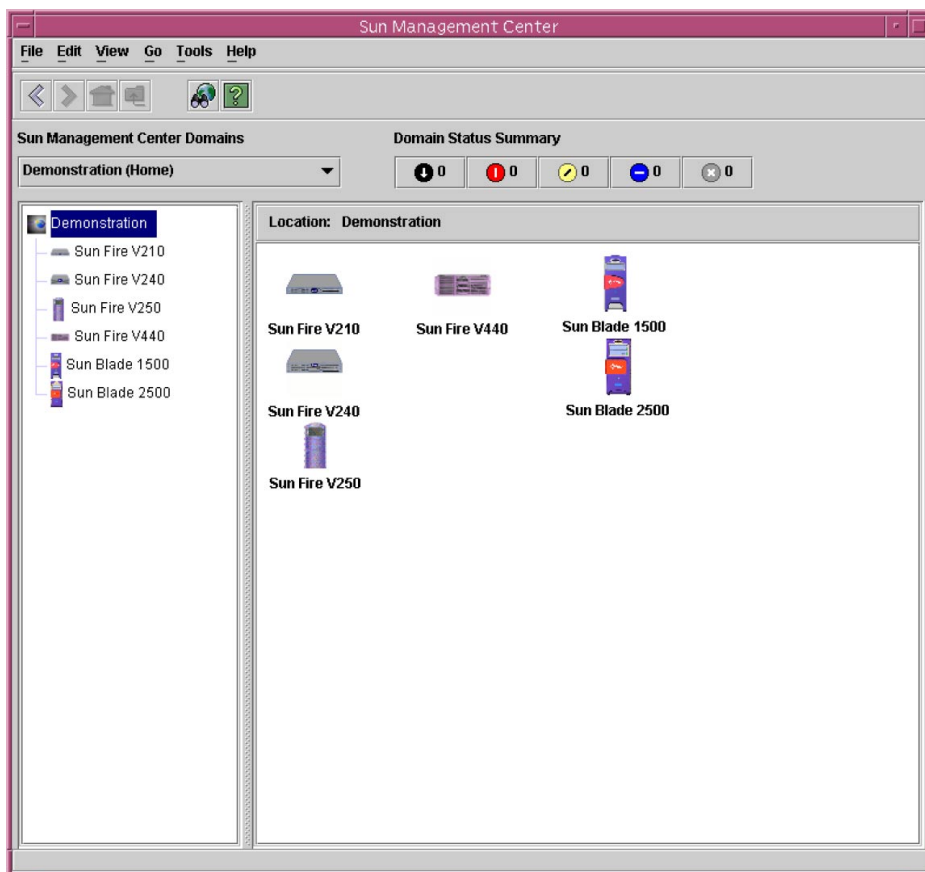 Sun Management Center
File Edit View Go Tools Help
Sun Management Center Domains
Domain Status Summary
Demonstration (Home)
0 0 0 0 0
Demonstration
Sun Fire V210
Sun Fire V240
Sun Fire V250
Sun Fire V440
Sun Blade 1500
Sun Blade 2500
Location: Demonstration
Sun Fire V210
Sun Fire V440
Sun Blade 1500
Sun Fire V240
Sun Blade 2500
Sun Fire V250